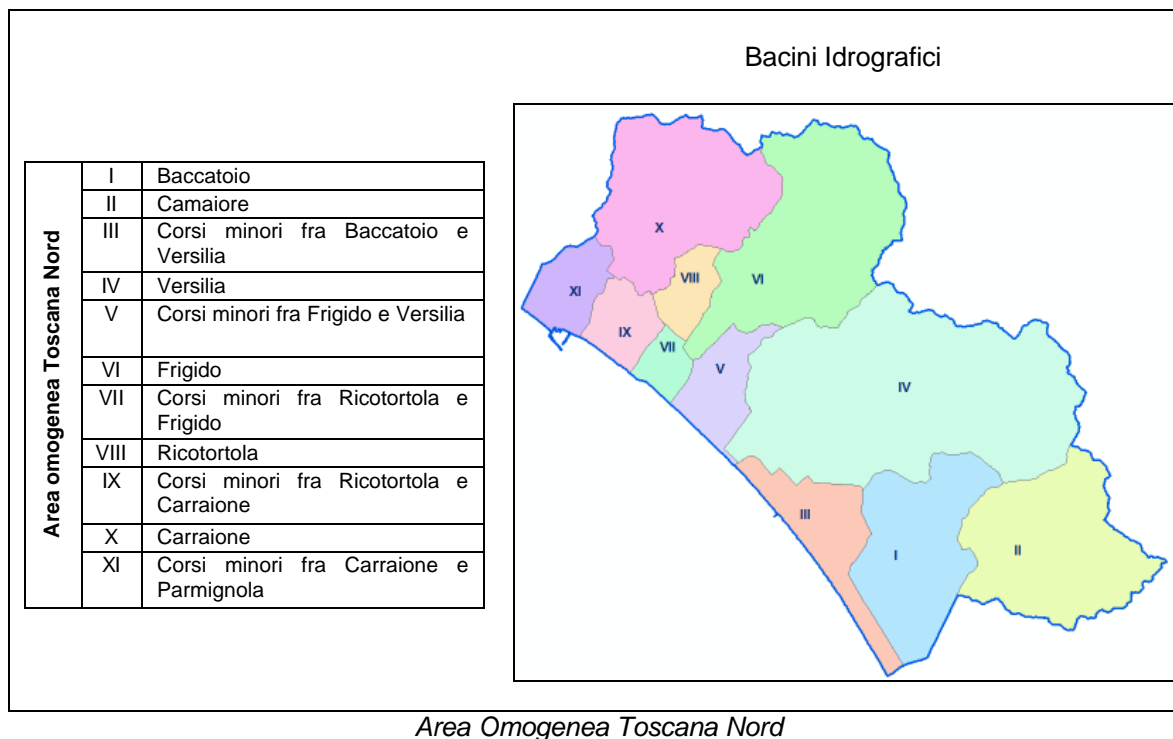 Bacini Idrografici
Area omogenea Toscana Nord
I Baccatoio
II Camaiore
III Corsi minori fra Baccatoio e
Versilia
IV Versilia
V Corsi minori fra Frigido e Versilia
VI Frigido
VII Corsi minori fra Ricotortola e
Frigido
VIII Ricotortola
IX Corsi minori fra Ricotortola e
Carraione
X Carraione
XI Corsi minori fra Carraione e
Parmignola
X
VIII
VI
XI
IX
VII
V
IV
III
I
II
Area Omogenea Toscana Nord